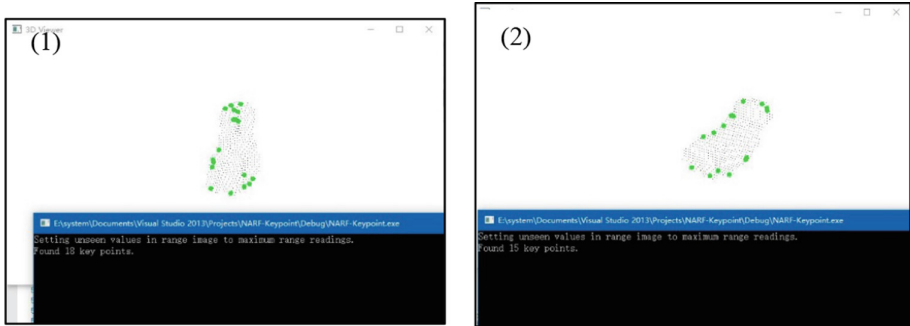 3D Viewer
(1)
E:\system\Documents\Visual Studio 2013\Projects\NARF-Keypoint\Debug\NARF-Keypoint.exe
Setting unseen values in range image to maximum range readings.
Found 18 key points.
(2)
E:\system\Documents\Visual Studio 2013\Projects\NARF-Keypoint\Debug\NARF-Keypoint.exe
Setting unseen values in range image to maximum range readings.
Found 15 key points.